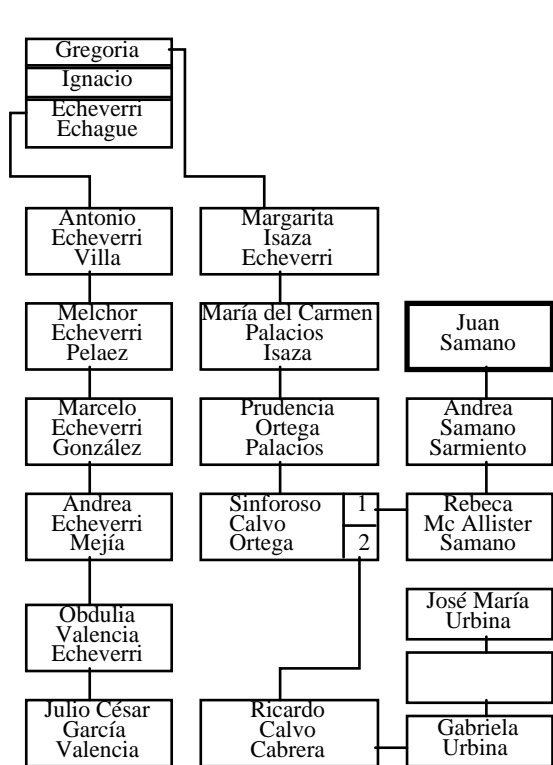 Gregoria
Ignacio
Echeverri
Echague
Antonio
Echeverri
Villa
Margarita
Isaza
Echeverri
Melchor
Echeverri
Pelaez
María del Carmen
Palacios
Isaza
Juan
Samano
Marcelo
Echeverri
González
Prudencia
Ortega
Palacios
Andrea
Samano
Sarmiento
Andrea
Echeverri
Mejía
Sinforoso
Calvo
Ortega
1
2
Rebeca
Mc Allister
Samano
José María
Urbina
Obdulia
Valencia
Echeverri
Julio César
García
Valencia
Ricardo
Calvo
Cabrera
Gabriela
Urbina